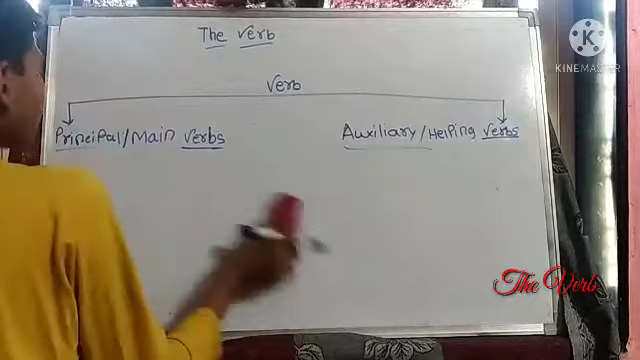 The verb
KINEMASTER
Verb
Principal/Main verbs
Auxiliary/Helping verbs
The Verb